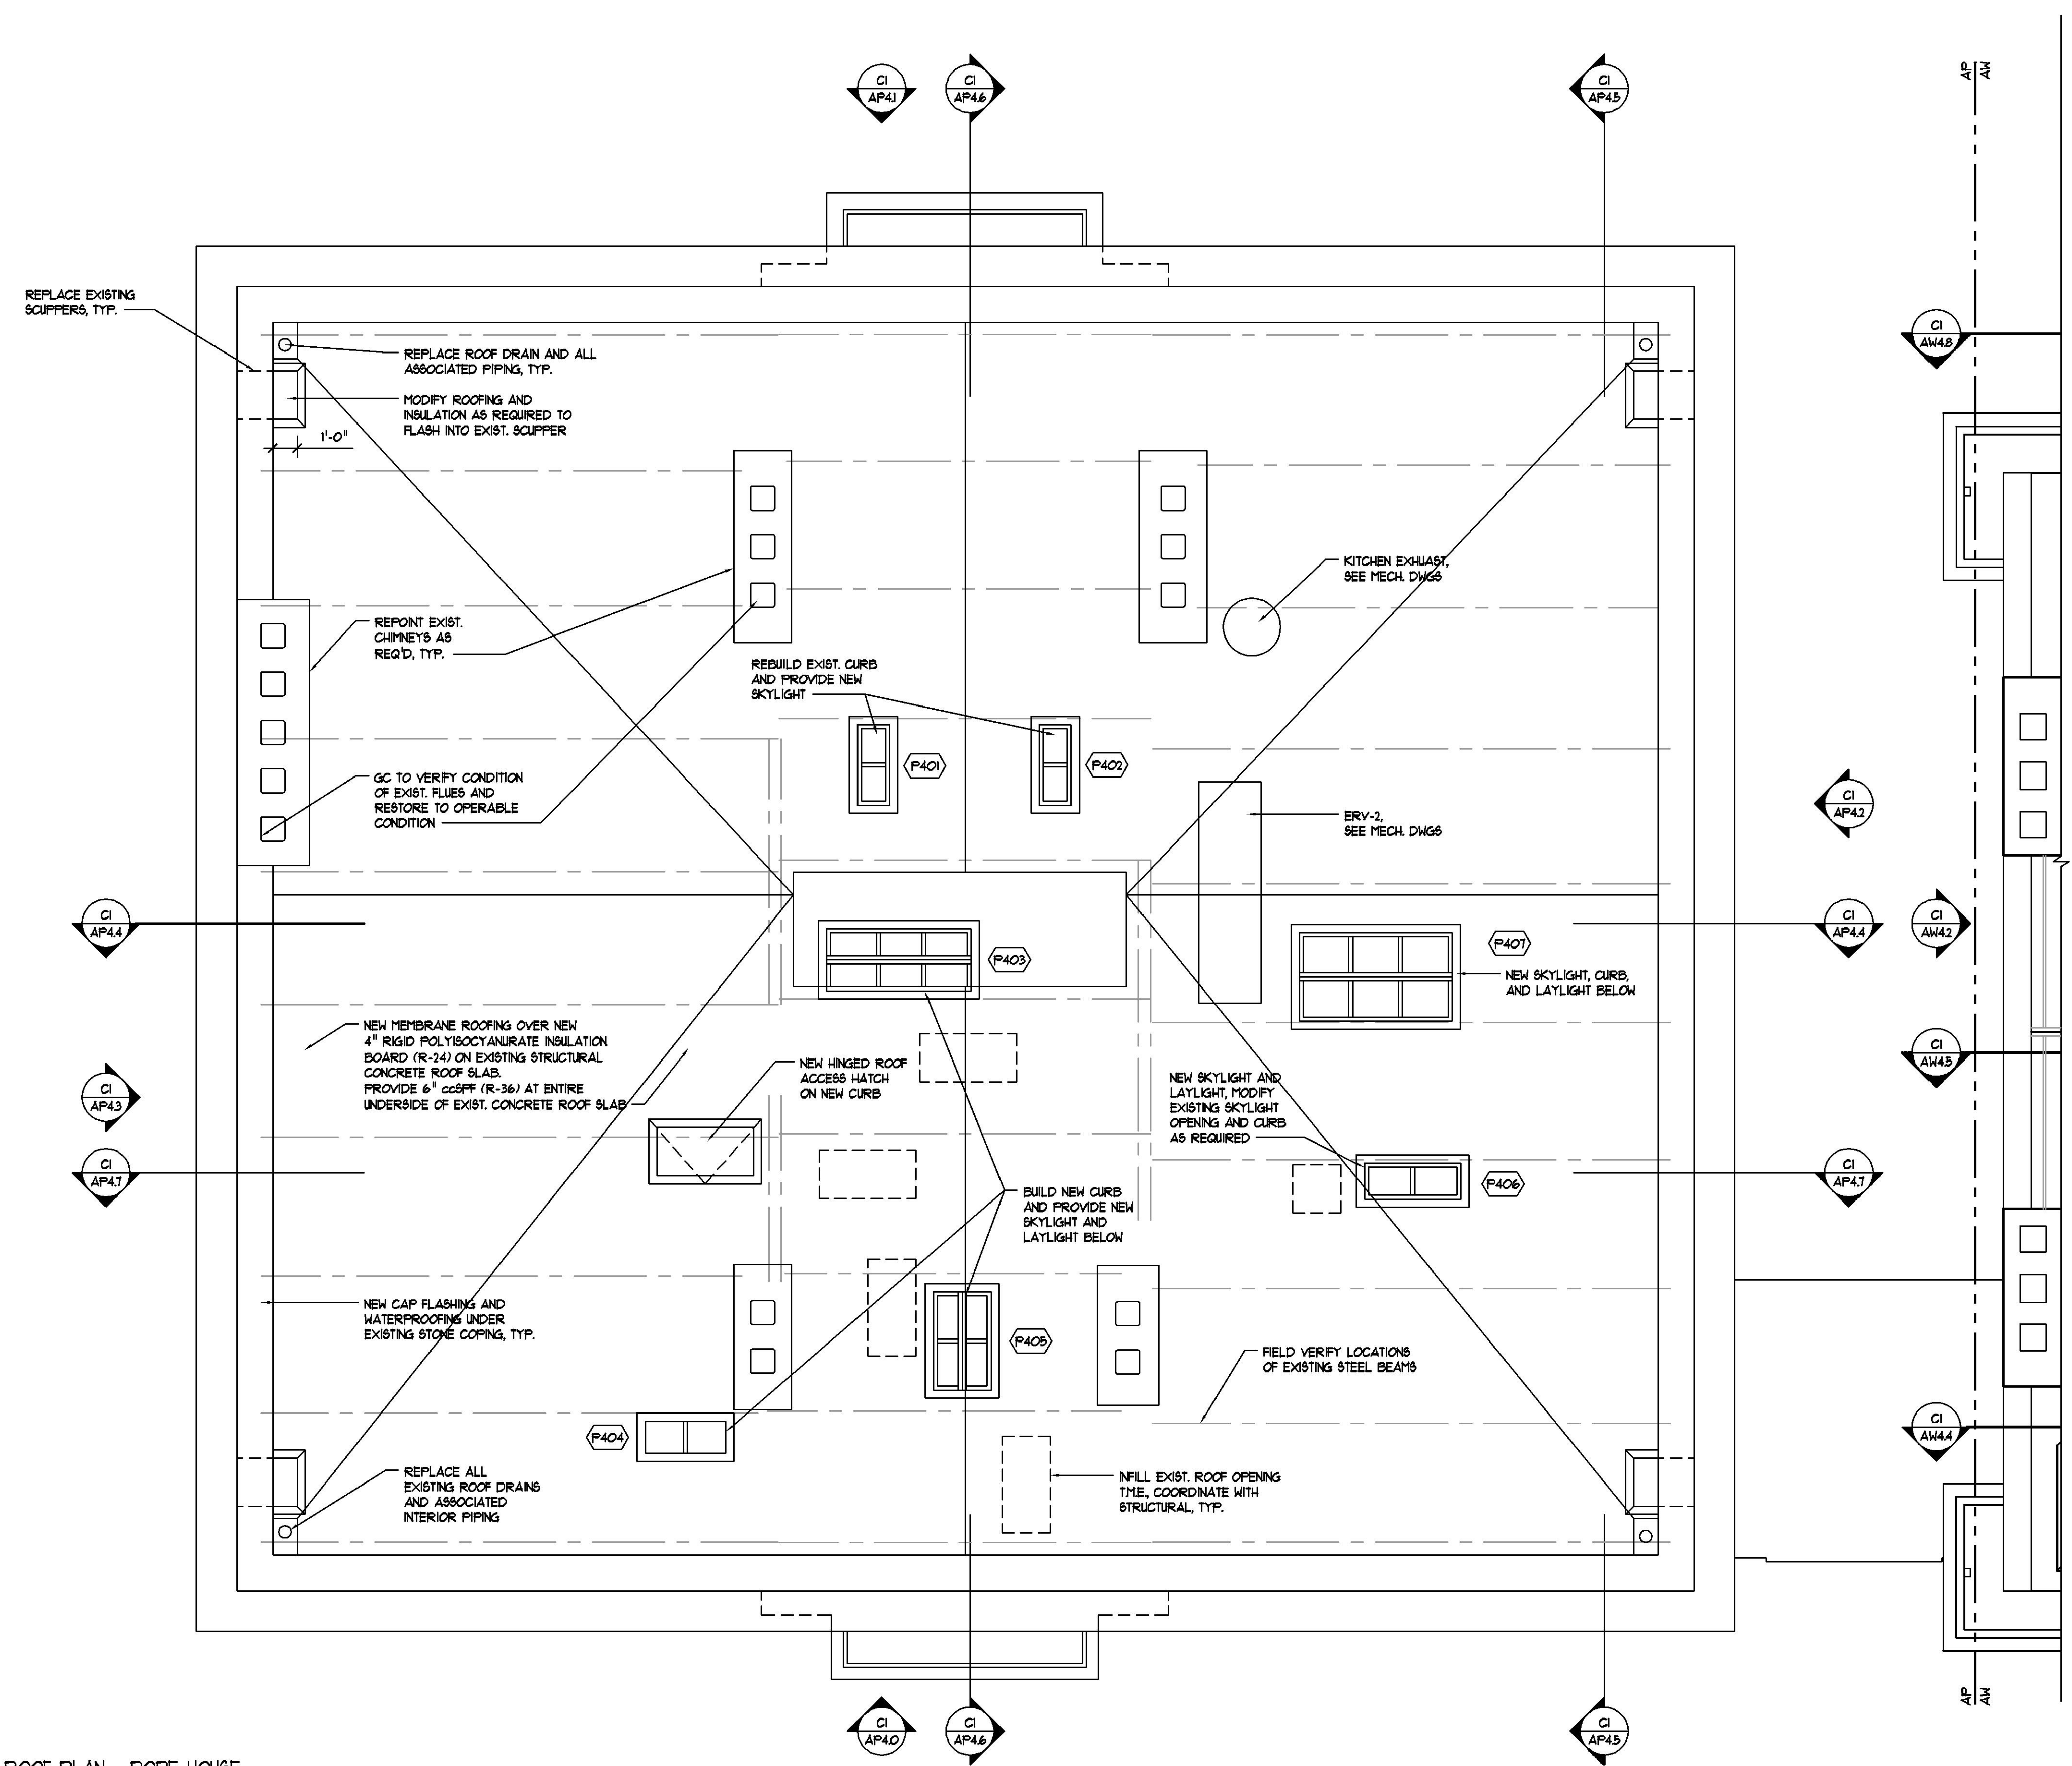 C1
AP4.1
C1
AP4.6
C1
AP4.5
AP
AW
REPLACE EXISTING
SCUPPERS, TYP.
REPLACE ROOF DRAIN AND ALL
ASSOCIATED PIPING, TYP.
MODIFY ROOFING AND
INSULATION AS REQUIRED TO
FLASH INTO EXIST. SCUPPER
1'-0"
C1
AW4.8
KITCHEN EXHUAST,
SEE MECH. DWGS
REPOINT EXIST.
CHIMNEYS AS
REQ'D, TYP.
REBUILD EXIST. CURB
AND PROVIDE NEW
SKYLIGHT
P401
P402
GC TO VERIFY CONDITION
OF EXIST. FLUES AND
RESTORE TO OPERABLE
CONDITION
ERV-2,
SEE MECH. DWGS
C1
AP4.2
C1
AP4.4
C1
AP4.4
C1
AW4.2
P403
P407
NEW SKYLIGHT, CURB,
AND LAYLIGHT BELOW
NEW MEMBRANE ROOFING OVER NEW
4" RIGID POLYISOCYANURATE INSULATION
BOARD (R-24) ON EXISTING STRUCTURAL
CONCRETE ROOF SLAB.
PROVIDE 6" ccSFF (R-36) AT ENTIRE
UNDERSIDE OF EXIST. CONCRETE ROOF SLAB
NEW HINGED ROOF
ACCESS HATCH
ON NEW CURB
NEW SKYLIGHT AND
LAYLIGHT, MODIFY
EXISTING SKYLIGHT
OPENING AND CURB
AS REQUIRED
C1
AW4.5
C1
AP4.3
C1
AP4.7
C1
AP4.7
P406
BUILD NEW CURB
AND PROVIDE NEW
SKYLIGHT AND
LAYLIGHT BELOW
NEW CAP FLASHING AND
WATERPROOFING UNDER
EXISTING STONE COPING, TYP.
P405
FIELD VERIFY LOCATIONS
OF EXISTING STEEL BEAMS
P404
C1
AW4.4
REPLACE ALL
EXISTING ROOF DRAINS
AND ASSOCIATED
INTERIOR PIPING
INFILL EXIST. ROOF OPENING
T.M.E., COORDINATE WITH
STRUCTURAL, TYP.
AP
AW
C1
AP4.0
C1
AP4.6
C1
AP4.5
ROOF PLAN - POPE HOUSE